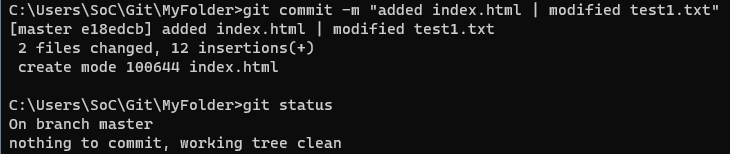 C:\Users\SoC\Git\MyFolder>git commit -m "added index.html | modified test1.txt"
[master e18edcb] added index.html | modified test1.txt
 2 files changed, 12 insertions(+)
 create mode 100644 index.html

C:\Users\SoC\Git\MyFolder>git status
On branch master
nothing to commit, working tree clean